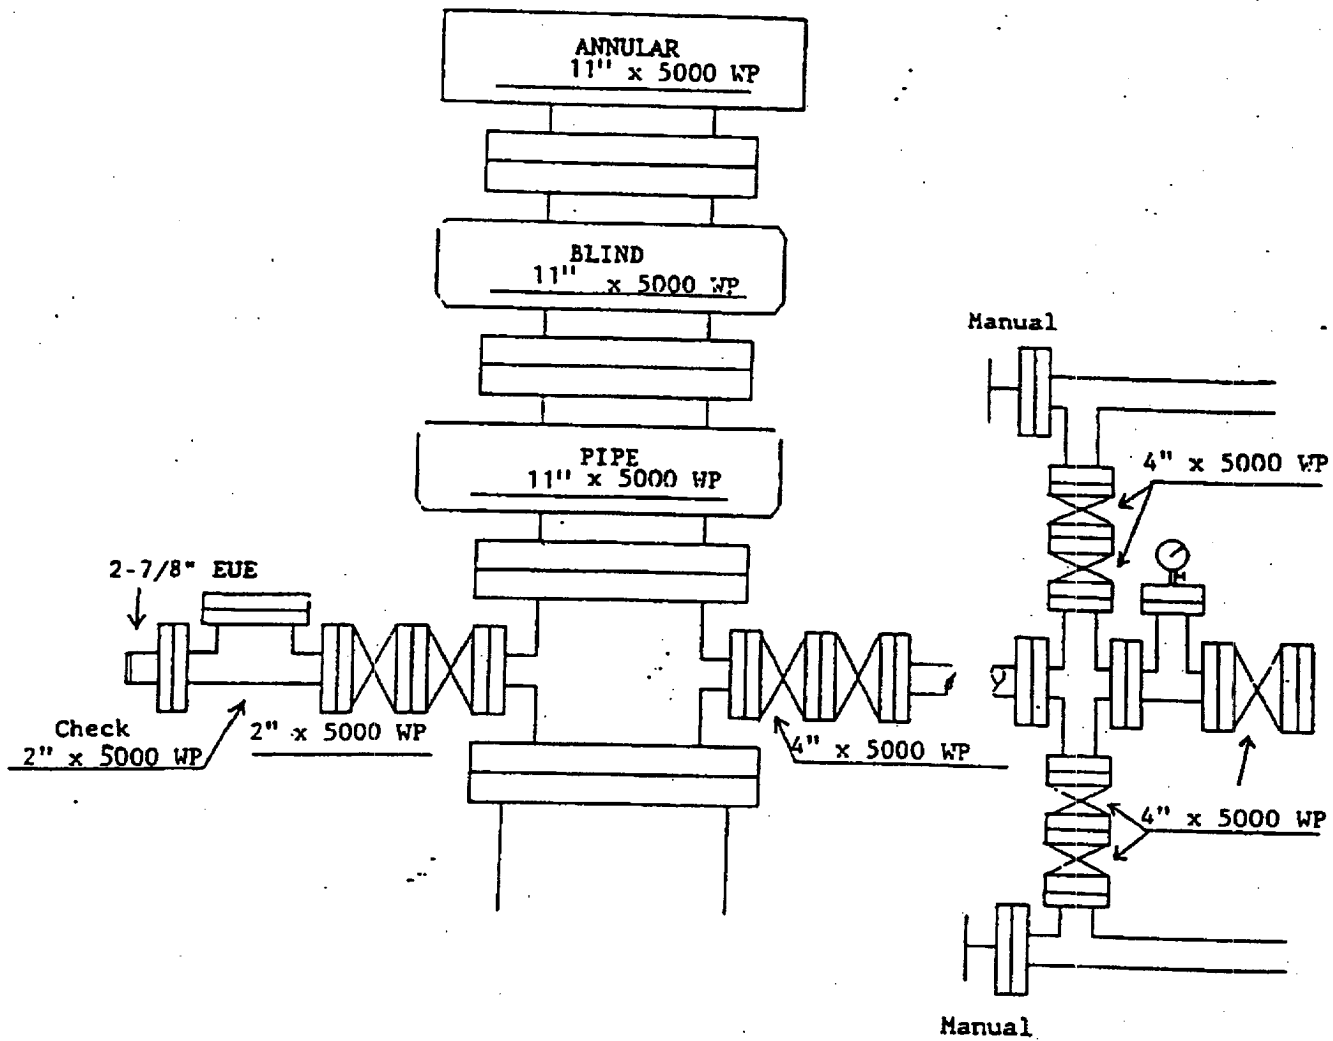 ANNULAR
11" x 5000 WP
BLIND
11" x 5000 WP
Manual
PIPE
11" x 5000 WP
4" x 5000 WP
2-7/8" EUE
Check
2" x 5000 WP
2" x 5000 WP
4" x 5000 WP
4" x 5000 WP
Manual